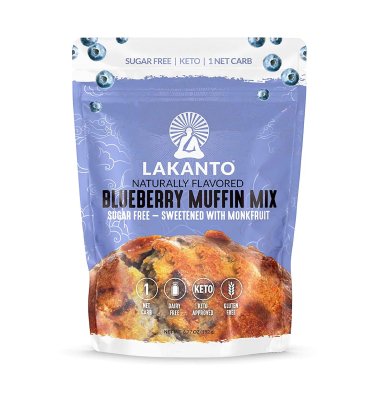 SUGAR FREE | KETO | 1 NET CARB
LAKANTO
NATURALLY FLAVORED
BLUEBERRY MUFFIN MIX
SUGAR FREE – SWEETENED WITH MONKFRUIT
1 NET CARB
DAIRY FREE
KETO KETO APPROVED
GLUTEN FREE